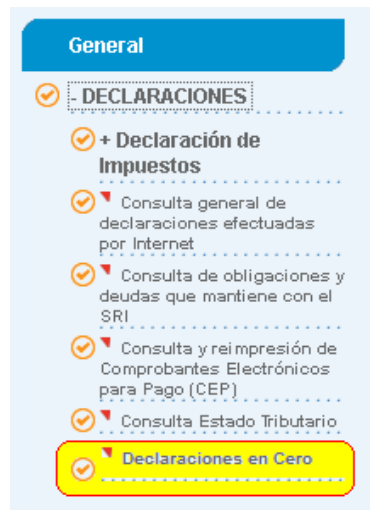 General
- DECLARACIONES
+ Declaración de
Impuestos
Consulta general de
declaraciones efectuadas
por Internet
Consulta de obligaciones y
deudas que mantiene con el
SRI
Consulta y reimpresión de
Comprobantes Electrónicos
para Pago (CEP)
Consulta Estado Tributario
Declaraciones en Cero